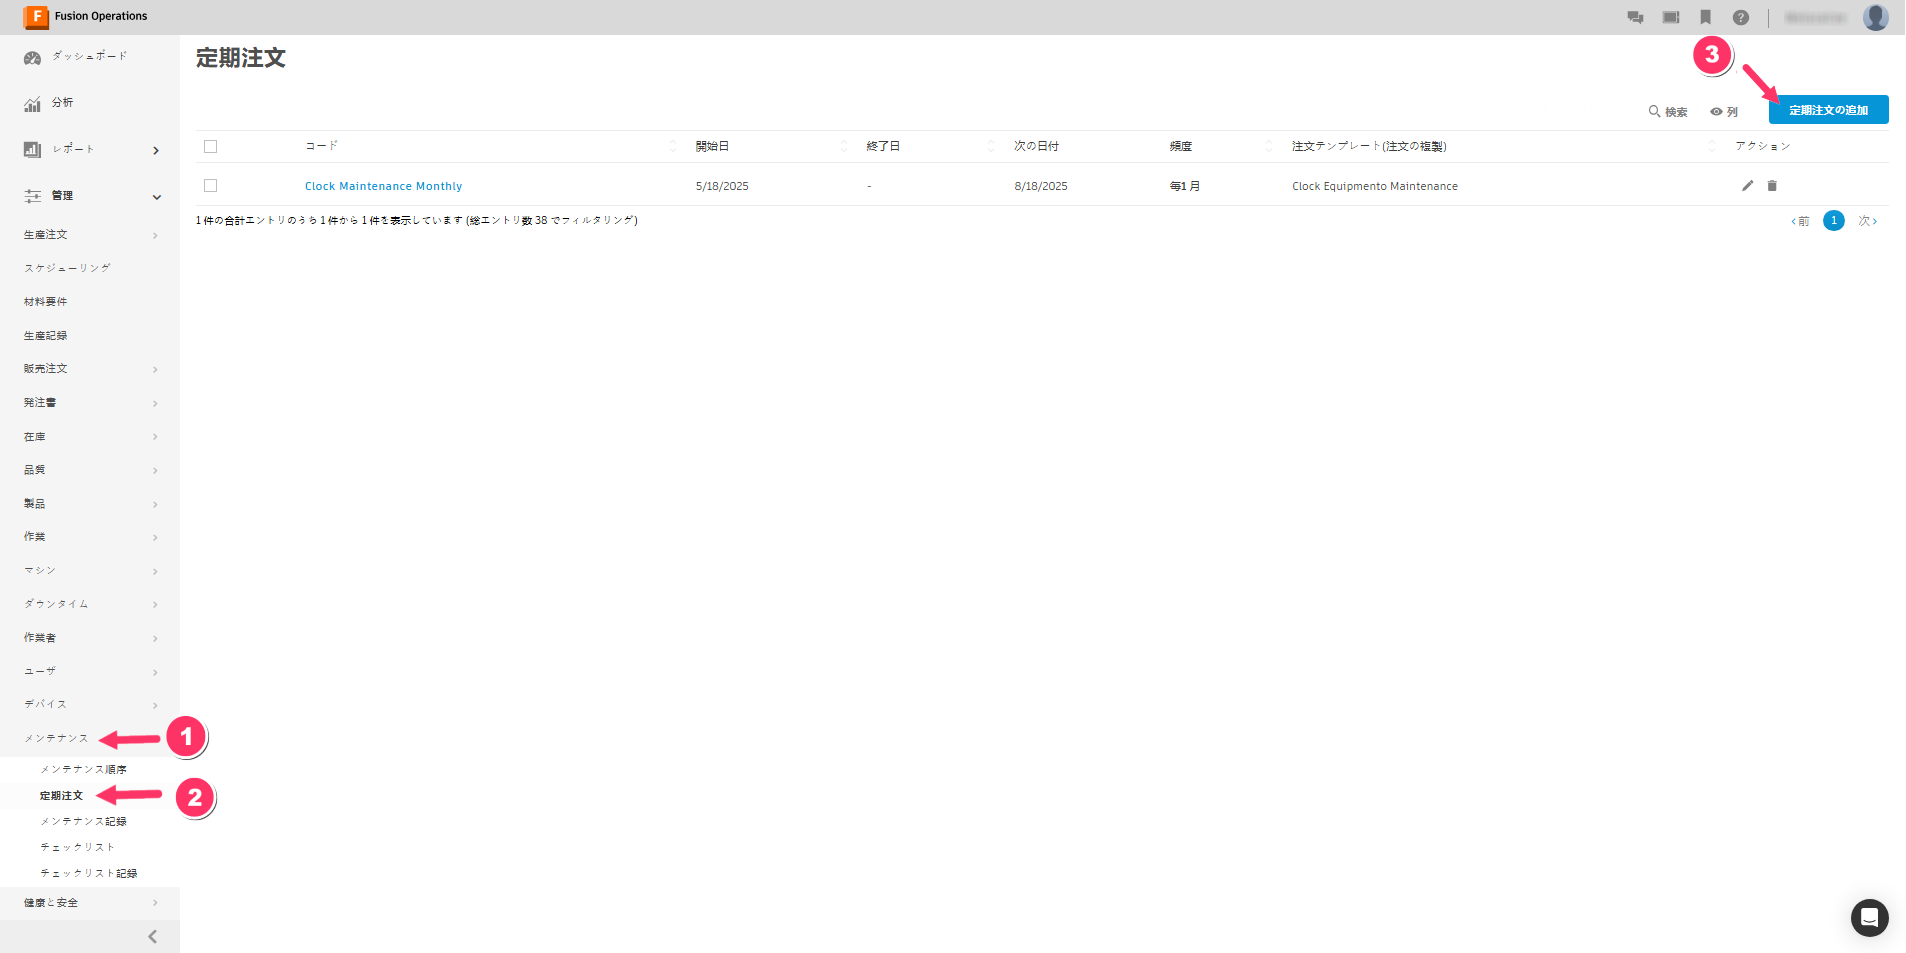 F Fusion Operations
ダッシュボード
分析
レポート
管理
生産注文
スケジューリング
材料要件
生産記録
販売注文
発注書
在庫
品質
製品
作業
マシン
ダウンタイム
作業者
ユーザ
デバイス
メンテナンス
1
メンテナンス順序
定期注文
2
メンテナンス記録
チェックリスト
チェックリスト記録
健康と安全
定期注文
3
検索 列 定期注文の追加
コード 開始日 終了日 次の日付 頻度 注文テンプレート(注文の複製) アクション
Clock Maintenance Monthly 5/18/2025 - 8/18/2025 毎1 月 Clock Equipmento Maintenance
1 件の合計エントリのうち 1 件から 1 件を表示しています (総エントリ数 38 でフィルタリング)
‹ 前 1 次 ›